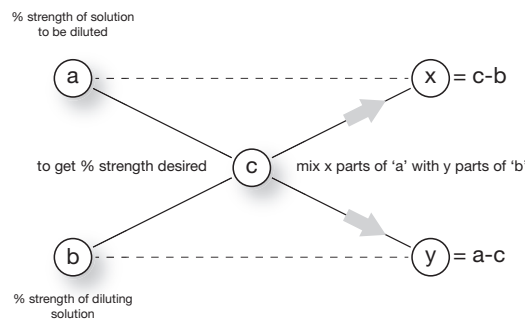 % strength of solution
to be diluted
a
x = c-b
to get % strength desired
c
mix x parts of ‘a’ with y parts of ‘b’
b
y = a-c
% strength of diluting
solution